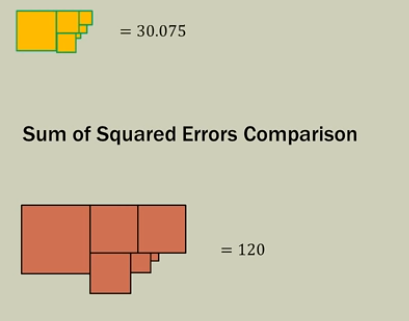 = 30.075
Sum of Squared Errors Comparison
= 120